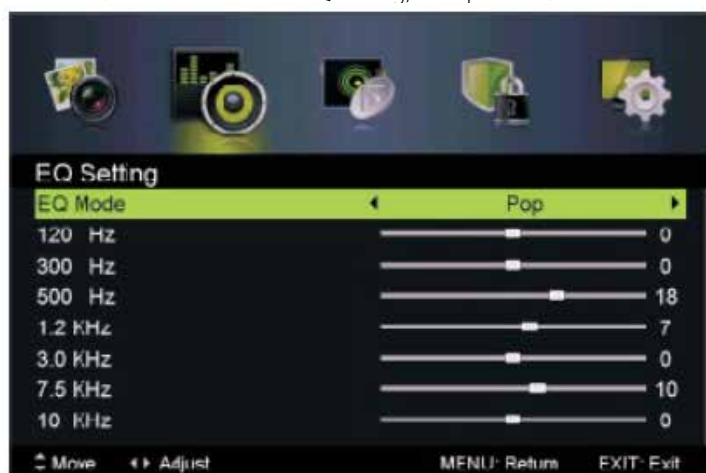 EQ Setting
EQ Mode Pop
120 Hz 0
300 Hz 0
500 Hz 18
1.2 KHz 7
3.0 KHz 0
7.5 KHz 10
10 KHz 0
Move Adjust MENU: Return EXIT: Exit